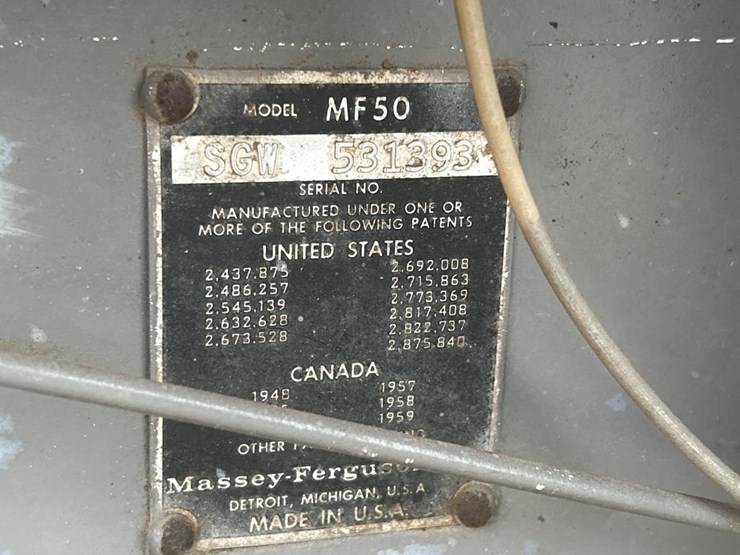 MODEL MF50
SGW 531393
SERIAL NO.
MANUFACTURED UNDER ONE OR
MORE OF THE FOLLOWING PATENTS
UNITED STATES
2,437,875 2,692,008
2,486,257 2,715,863
2,545,139 2,773,369
2,632,628 2,817,408
2,673,528 2,822,737
2,875,840
CANADA
1948 1957
1958
1959
OTHER
Massey-Ferguson
DETROIT, MICHIGAN, U.S.A
MADE IN U.S.A.